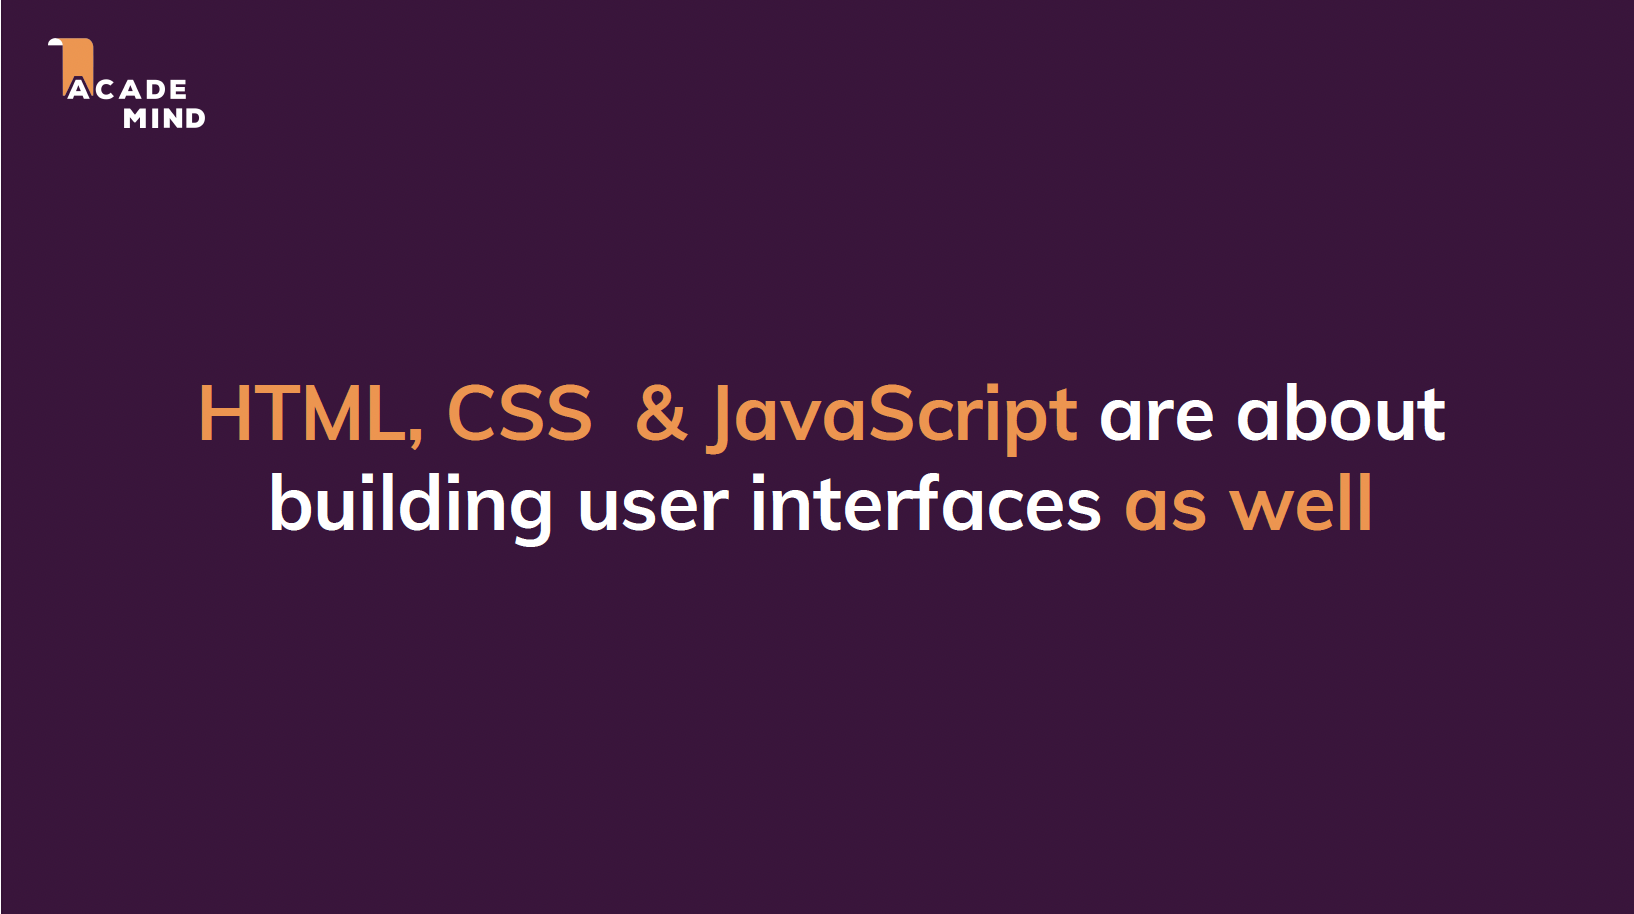 ACADE
MIND
HTML, CSS  & JavaScript are about
building user interfaces as well